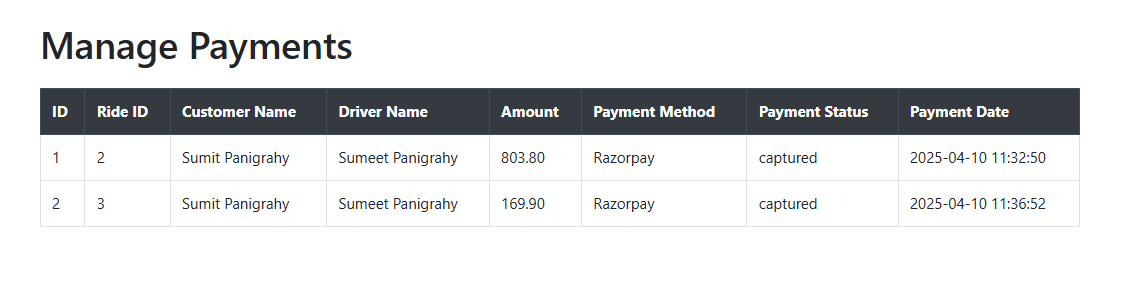 Manage Payments
ID Ride ID Customer Name Driver Name Amount Payment Method Payment Status Payment Date
1 2 Sumit Panigrahy Sumeet Panigrahy 803.80 Razorpay captured 2025-04-10 11:32:50
2 3 Sumit Panigrahy Sumeet Panigrahy 169.90 Razorpay captured 2025-04-10 11:36:52